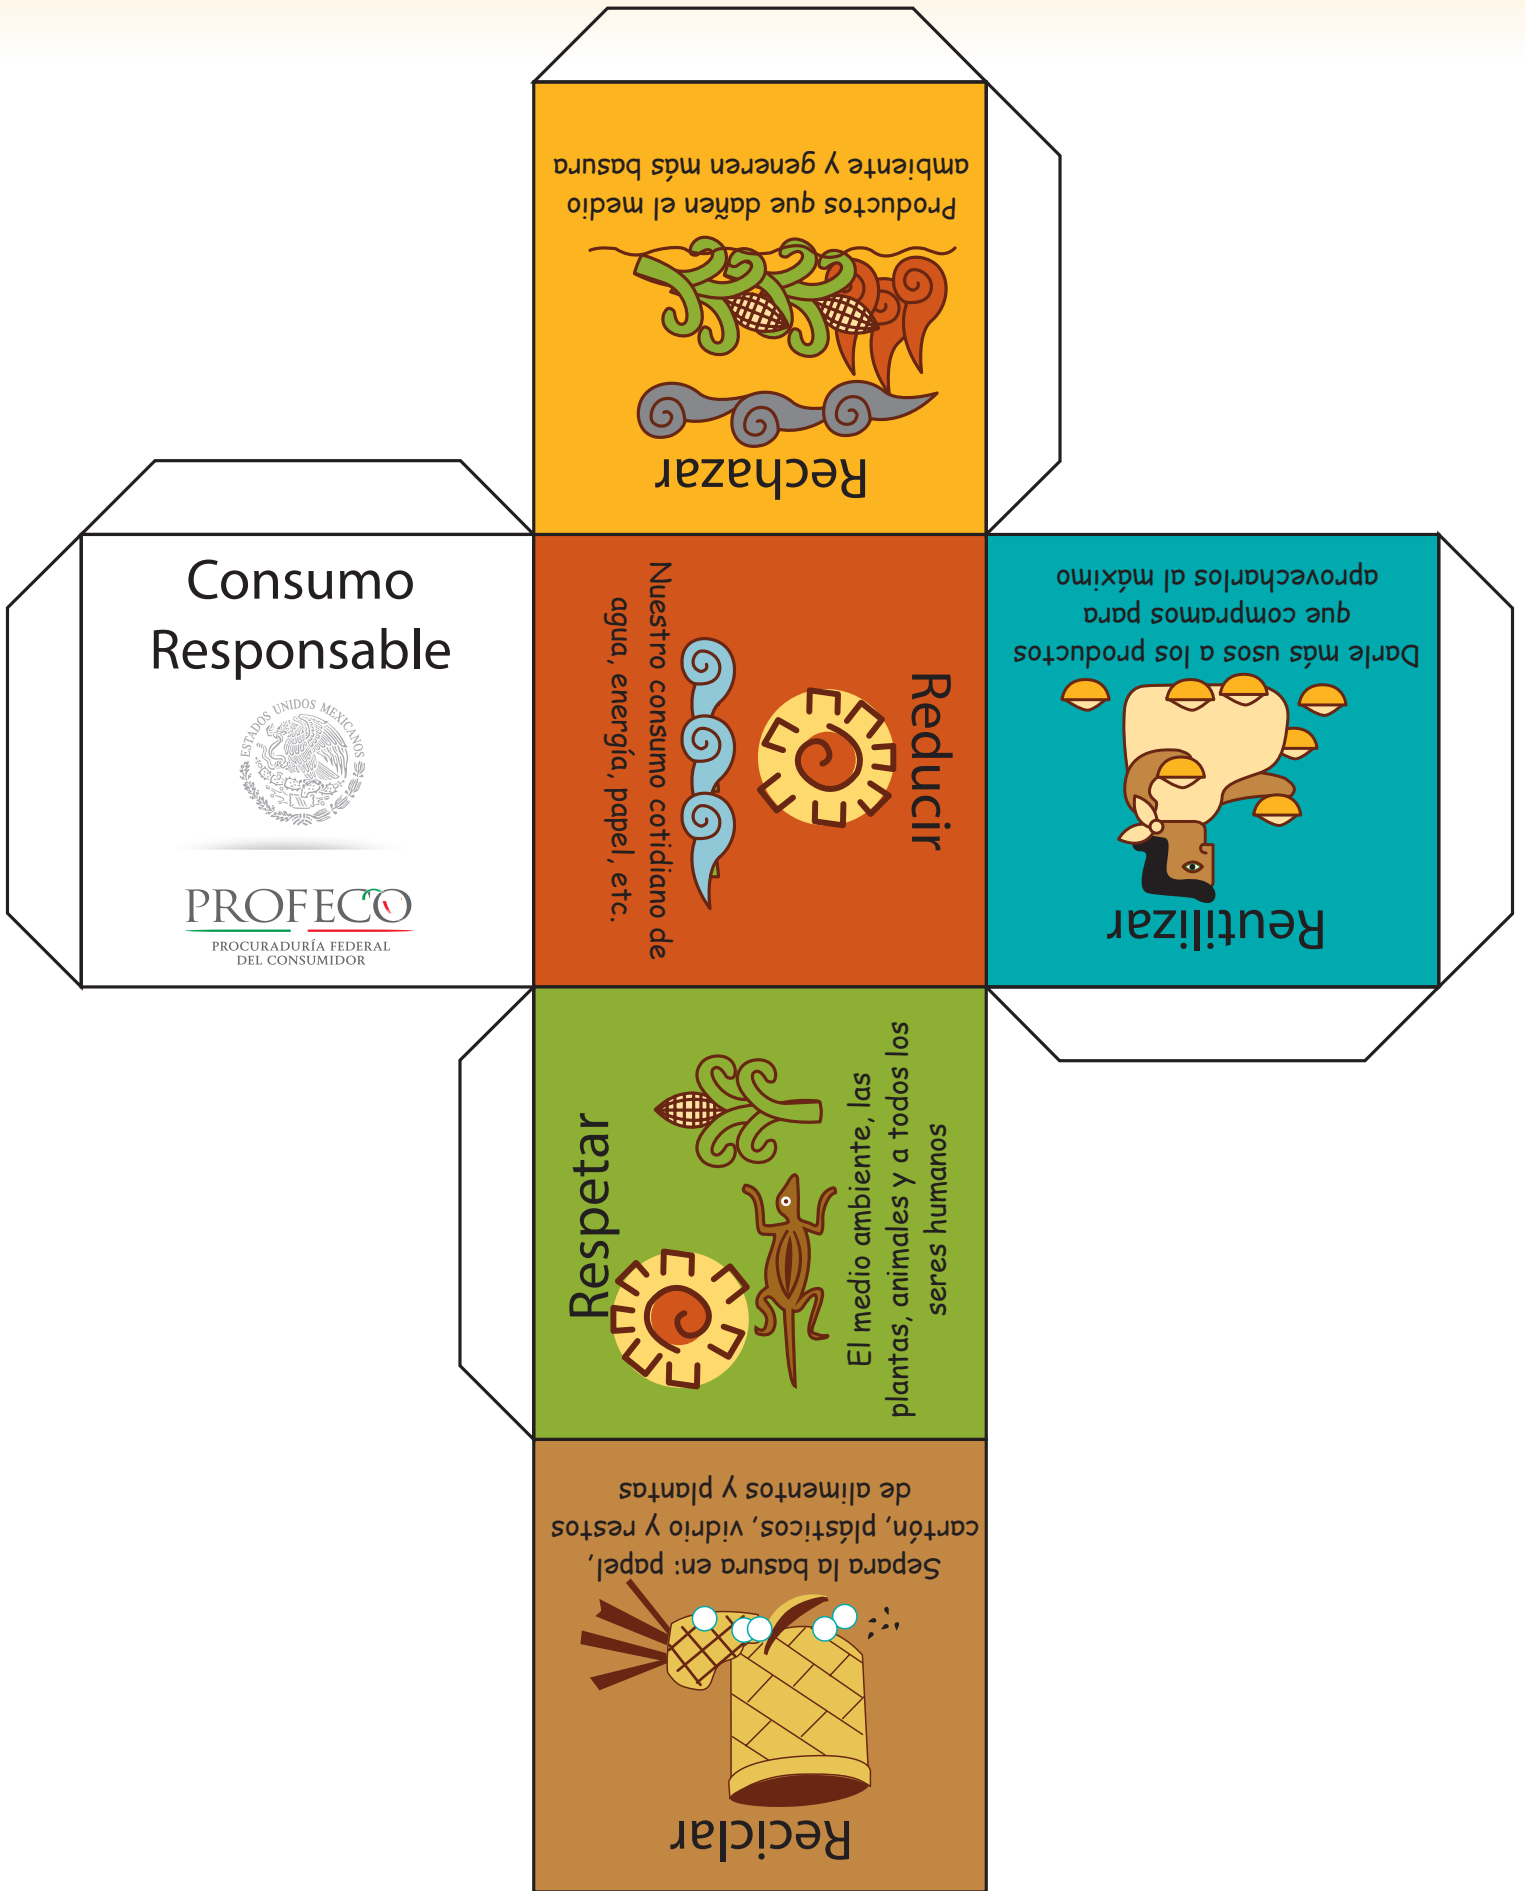 Rechazar
Productos que dañen el medio
ambiente y generen más basura
Consumo
Responsable
ESTADOS UNIDOS MEXICANOS
PROFECO
PROCURADURÍA FEDERAL
DEL CONSUMIDOR
Reducir
Nuestro consumo cotidiano de
agua, energía, papel, etc.
Reutilizar
Darle más usos a los productos
que compramos para
aprovecharlos al máximo
Respetar
El medio ambiente, las
plantas, animales y a todos los
seres humanos
Reciclar
Separa la basura en: papel,
cartón, plásticos, vidrio y restos
de alimentos y plantas